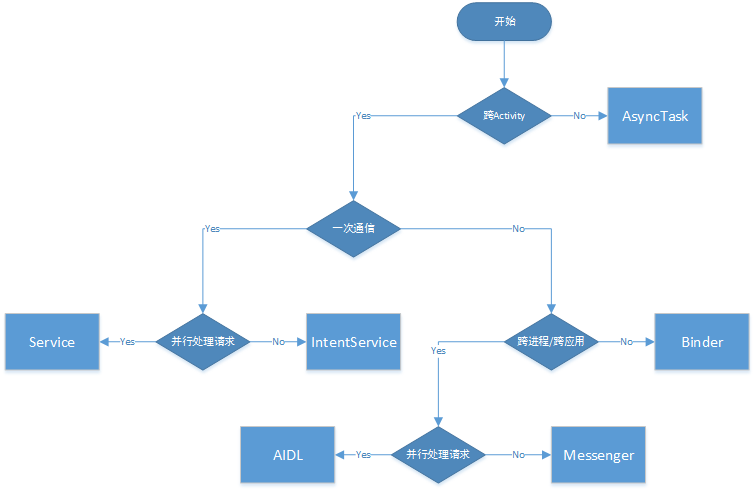 开始
跨Activity
Yes
No
AsyncTask
一次通信
Yes
No
Service
Yes
并行处理请求
No
IntentService
跨进程/跨应用
No
Binder
Yes
AIDL
Yes
并行处理请求
No
Messenger